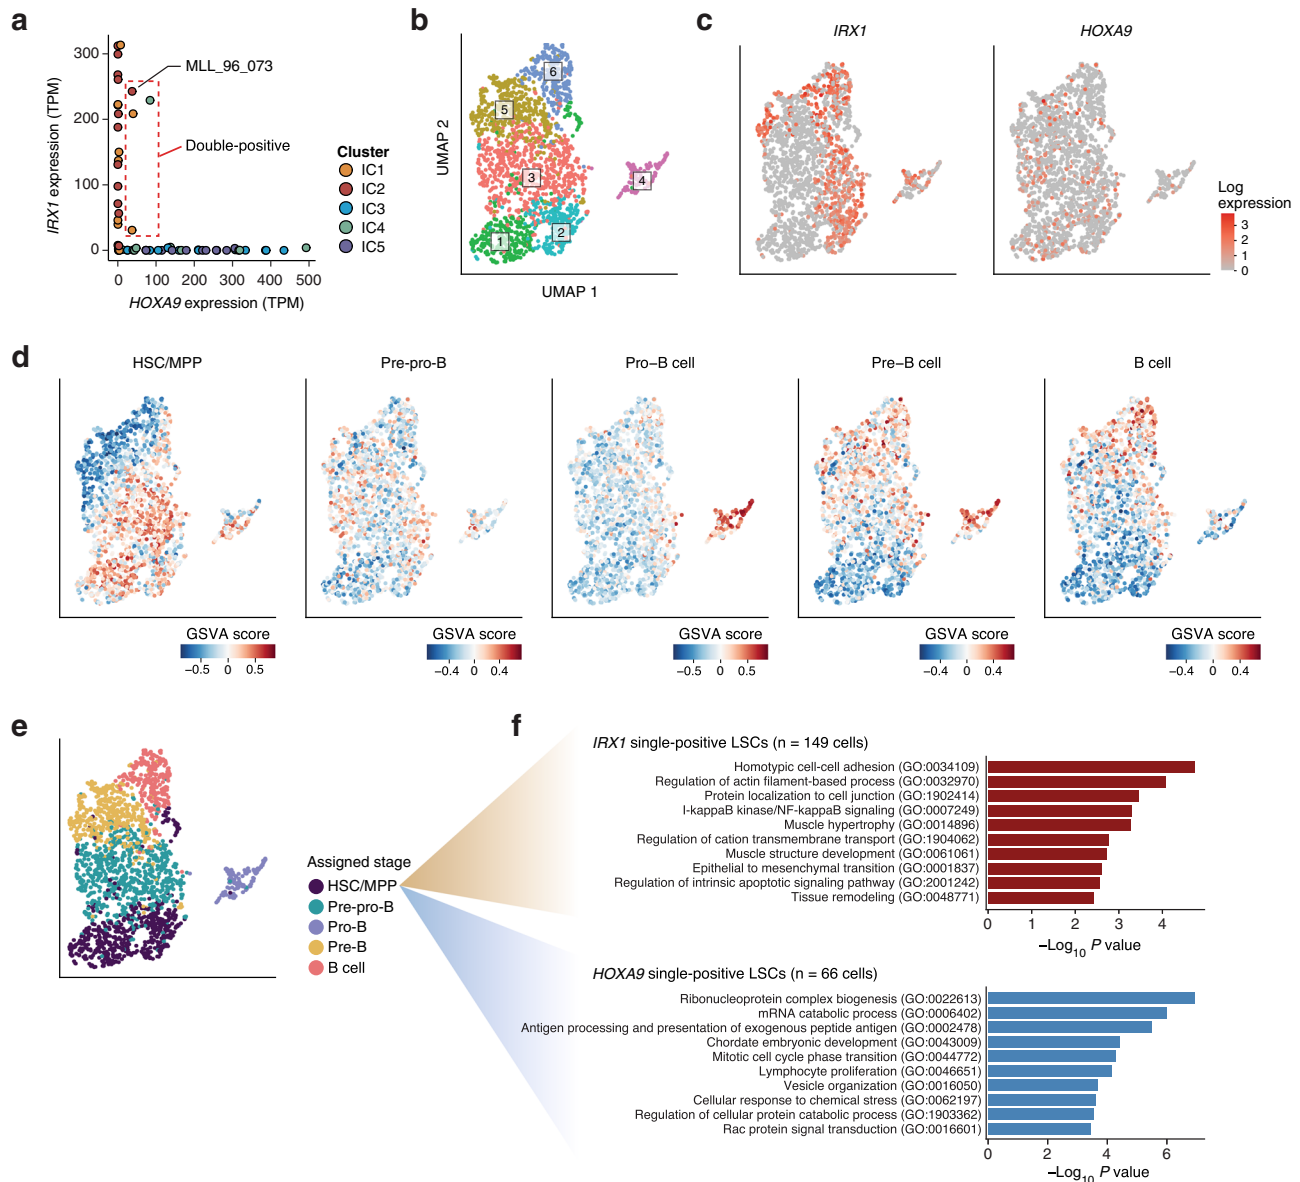 a
IRX1 expression (TPM)
300
200
100
0
0 100 200 300 400 500
HOXA9 expression (TPM)
MLL_96_073
Double-positive
Cluster
IC1
IC2
IC3
IC4
IC5
b
UMAP 2
UMAP 1
6
5
3
4
1
2
c
IRX1
HOXA9
Log
expression
3
2
1
0
d
HSC/MPP
Pre-pro-B
Pro–B cell
Pre–B cell
B cell
GSVA score
−0.5 0 0.5
GSVA score
−0.4 0 0.4
GSVA score
−0.5 0 0.5
GSVA score
−0.4 0 0.4
GSVA score
−0.4 0 0.4
e
Assigned stage
HSC/MPP
Pre-pro-B
Pro-B
Pre-B
B cell
f
IRX1 single-positive LSCs (n = 149 cells)
Homotypic cell-cell adhesion (GO:0034109)
Regulation of actin filament-based process (GO:0032970)
Protein localization to cell junction (GO:1902414)
I-kappaB kinase/NF-kappaB signaling (GO:0007249)
Muscle hypertrophy (GO:0014896)
Regulation of cation transmembrane transport (GO:1904062)
Muscle structure development (GO:0061061)
Epithelial to mesenchymal transition (GO:0001837)
Regulation of intrinsic apoptotic signaling pathway (GO:2001242)
Tissue remodeling (GO:0048771)
0 1 2 3 4
−Log10 P value
HOXA9 single-positive LSCs (n = 66 cells)
Ribonucleoprotein complex biogenesis (GO:0022613)
mRNA catabolic process (GO:0006402)
Antigen processing and presentation of exogenous peptide antigen (GO:0002478)
Chordate embryonic development (GO:0043009)
Mitotic cell cycle phase transition (GO:0044772)
Lymphocyte proliferation (GO:0046651)
Vesicle organization (GO:0016050)
Cellular response to chemical stress (GO:0062197)
Regulation of cellular protein catabolic process (GO:1903362)
Rac protein signal transduction (GO:0016601)
0 2 4 6
−Log10 P value